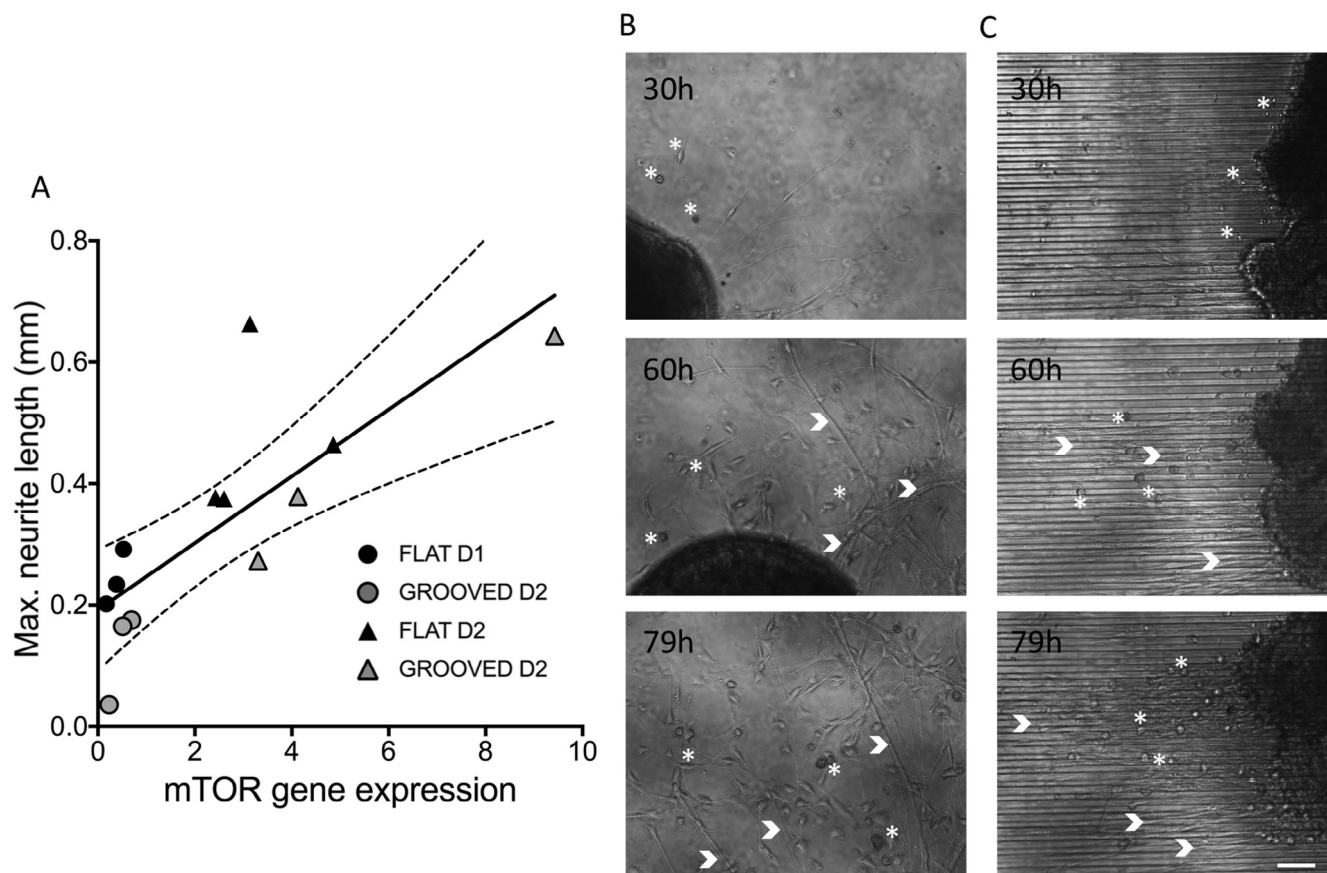 A
Max. neurite length (mm)
0.8
0.6
0.4
0.2
0.0
0 2 4 6 8 10
mTOR gene expression
FLAT D1
GROOVED D2
FLAT D2
GROOVED D2
B
30h
60h
79h
C
30h
60h
79h